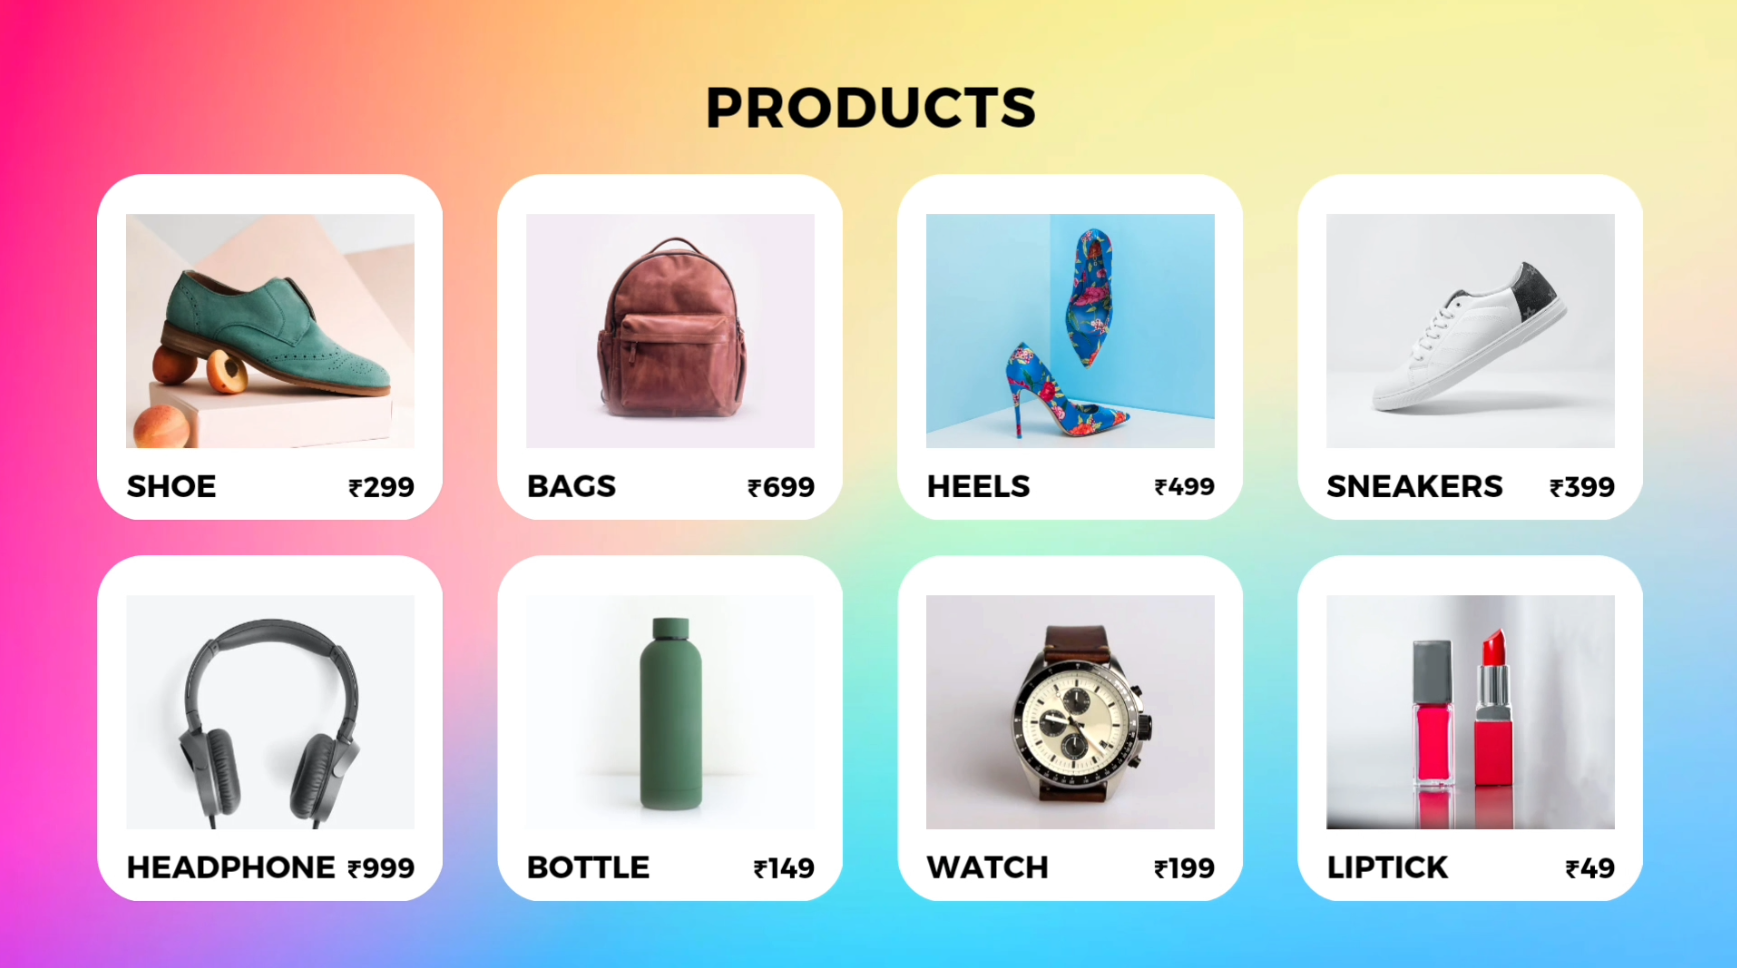 PRODUCTS
SHOE ₹299
BAGS ₹699
HEELS ₹499
SNEAKERS ₹399
HEADPHONE ₹999
BOTTLE ₹149
WATCH ₹199
LIPTICK ₹49